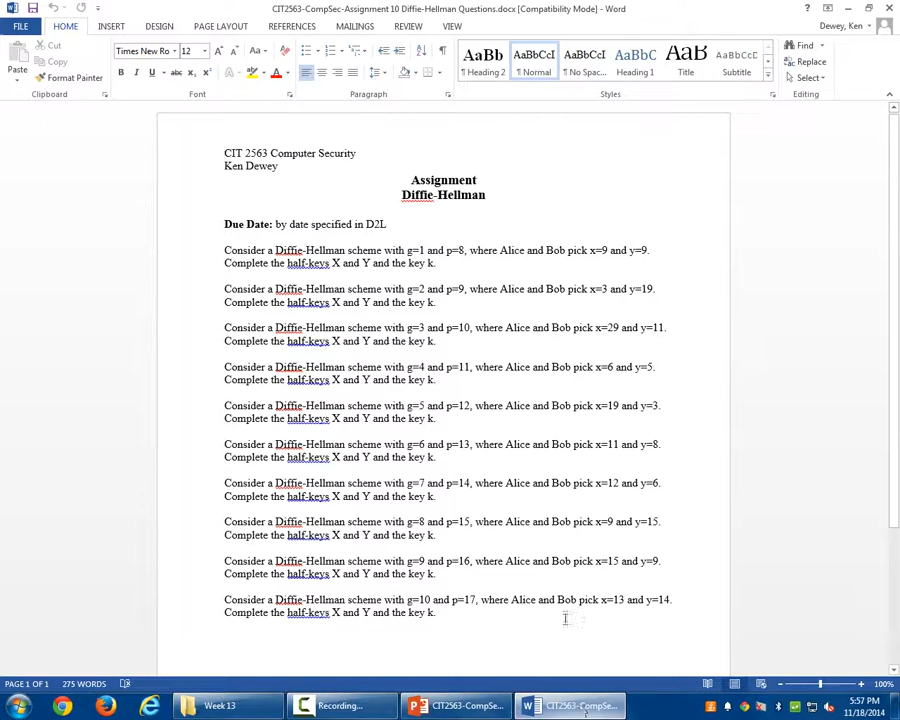 CIT2563-CompSec-Assignment 10 Diffie-Hellman Questions.docx [Compatibility Mode] - Word
FILE HOME INSERT DESIGN PAGE LAYOUT REFERENCES MAILINGS REVIEW VIEW Dewey, Ken
Paste
Cut
Copy
Format Painter
Clipboard
Times New Ro 12
Font
Paragraph
AaBb AaBbCcI AaBbCcI AaBbC AaB AaBbCcC
¶ Heading 2 ¶ Normal ¶ No Spac... Heading 1 Title Subtitle
Styles
Find
Replace
Select
Editing
CIT 2563 Computer Security
Ken Dewey
Assignment
Diffie-Hellman
Due Date: by date specified in D2L
Consider a Diffie-Hellman scheme with g=1 and p=8, where Alice and Bob pick x=9 and y=9.
Complete the half-keys X and Y and the key k.
Consider a Diffie-Hellman scheme with g=2 and p=9, where Alice and Bob pick x=3 and y=19.
Complete the half-keys X and Y and the key k.
Consider a Diffie-Hellman scheme with g=3 and p=10, where Alice and Bob pick x=29 and y=11.
Complete the half-keys X and Y and the key k.
Consider a Diffie-Hellman scheme with g=4 and p=11, where Alice and Bob pick x=6 and y=5.
Complete the half-keys X and Y and the key k.
Consider a Diffie-Hellman scheme with g=5 and p=12, where Alice and Bob pick x=19 and y=3.
Complete the half-keys X and Y and the key k.
Consider a Diffie-Hellman scheme with g=6 and p=13, where Alice and Bob pick x=11 and y=8.
Complete the half-keys X and Y and the key k.
Consider a Diffie-Hellman scheme with g=7 and p=14, where Alice and Bob pick x=12 and y=6.
Complete the half-keys X and Y and the key k.
Consider a Diffie-Hellman scheme with g=8 and p=15, where Alice and Bob pick x=9 and y=15.
Complete the half-keys X and Y and the key k.
Consider a Diffie-Hellman scheme with g=9 and p=16, where Alice and Bob pick x=15 and y=9.
Complete the half-keys X and Y and the key k.
Consider a Diffie-Hellman scheme with g=10 and p=17, where Alice and Bob pick x=13 and y=14.
Complete the half-keys X and Y and the key k.
PAGE 1 OF 1 275 WORDS 100%
Week 13 Recording... CIT2563-CompSe... CIT2563-CompSe...
5:57 PM
11/18/2014